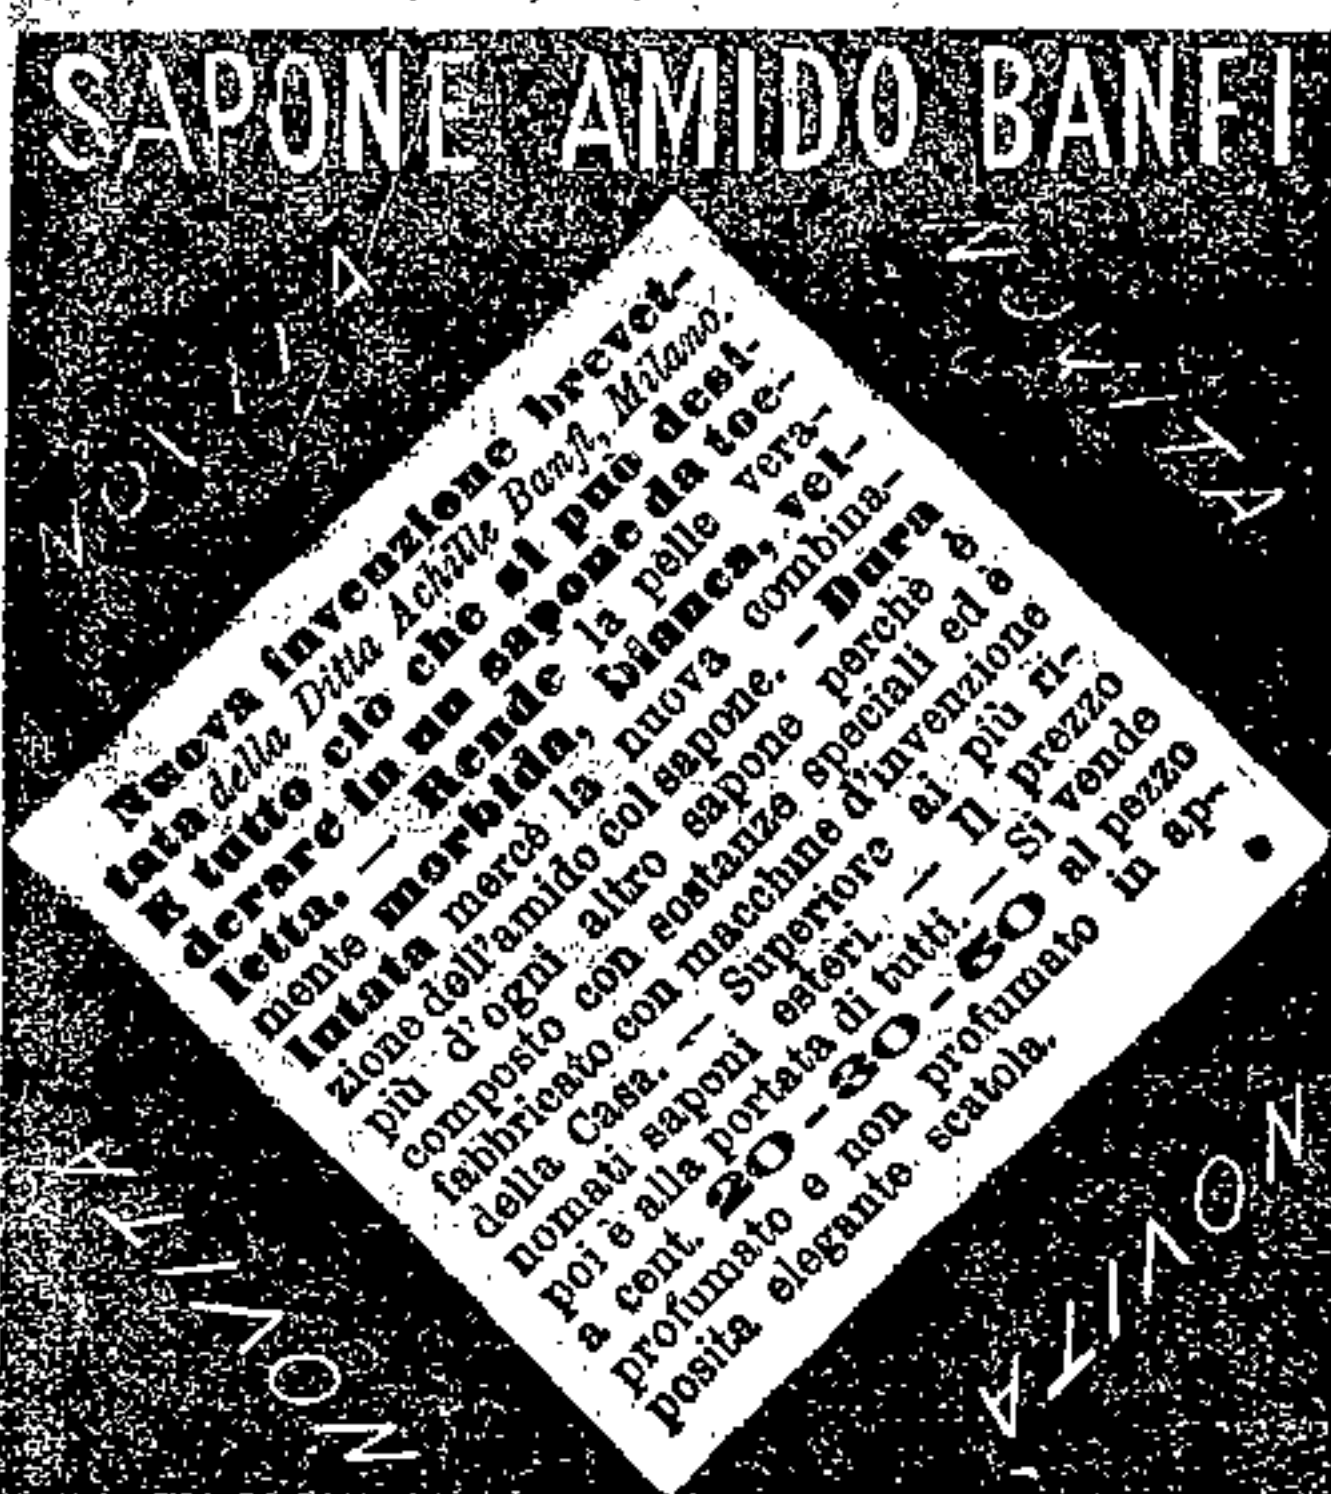 SAPONE AMIDO BANFI
NOVITÀ
NOVITÀ
Nuova invenzione brevet-
tata della Ditta Achille Banfi, Milano.
È tutto ciò che si può desi-
derare in un sapone da toe-
letta. — Rende la pelle vera-
mente morbida, bianca, vel-
lutata mercè la nuova combina-
zione dell'amido col sapone. — Dura
più d'ogni altro sapone perchè è
composto con sostanze speciali ed è
fabbricato con macchine d'invenzione
della Casa. — Superiore ai più ri-
nomati saponi esteri. — Il prezzo
poi è alla portata di tutti. — Si vende
a cent. 20 - 30 - 50 al pezzo
profumato e non profumato in ap-
posita elegante scatola.
NOVITÀ
NOVITÀ